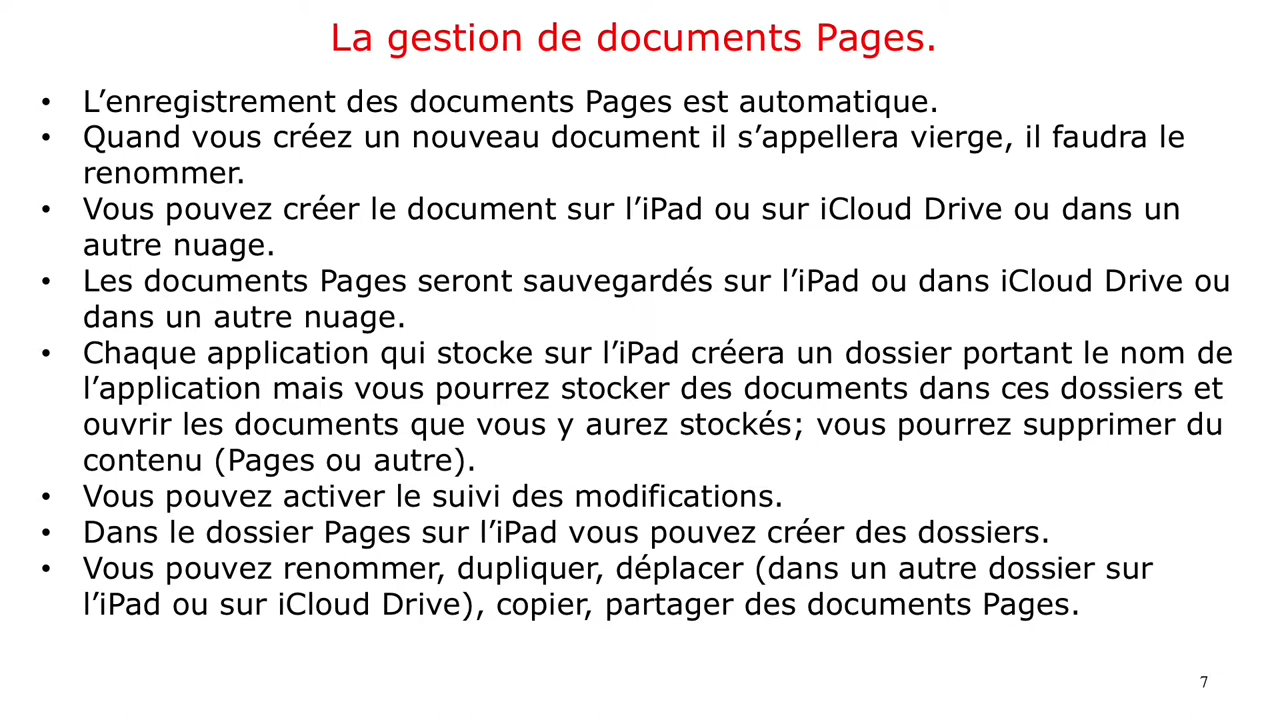 La gestion de documents Pages.
• L’enregistrement des documents Pages est automatique.
• Quand vous créez un nouveau document il s’appellera vierge, il faudra le
renommer.
• Vous pouvez créer le document sur l’iPad ou sur iCloud Drive ou dans un
autre nuage.
• Les documents Pages seront sauvegardés sur l’iPad ou dans iCloud Drive ou
dans un autre nuage.
• Chaque application qui stocke sur l’iPad créera un dossier portant le nom de
l’application mais vous pourrez stocker des documents dans ces dossiers et
ouvrir les documents que vous y aurez stockés; vous pourrez supprimer du
contenu (Pages ou autre).
• Vous pouvez activer le suivi des modifications.
• Dans le dossier Pages sur l’iPad vous pouvez créer des dossiers.
• Vous pouvez renommer, dupliquer, déplacer (dans un autre dossier sur
l’iPad ou sur iCloud Drive), copier, partager des documents Pages.
7